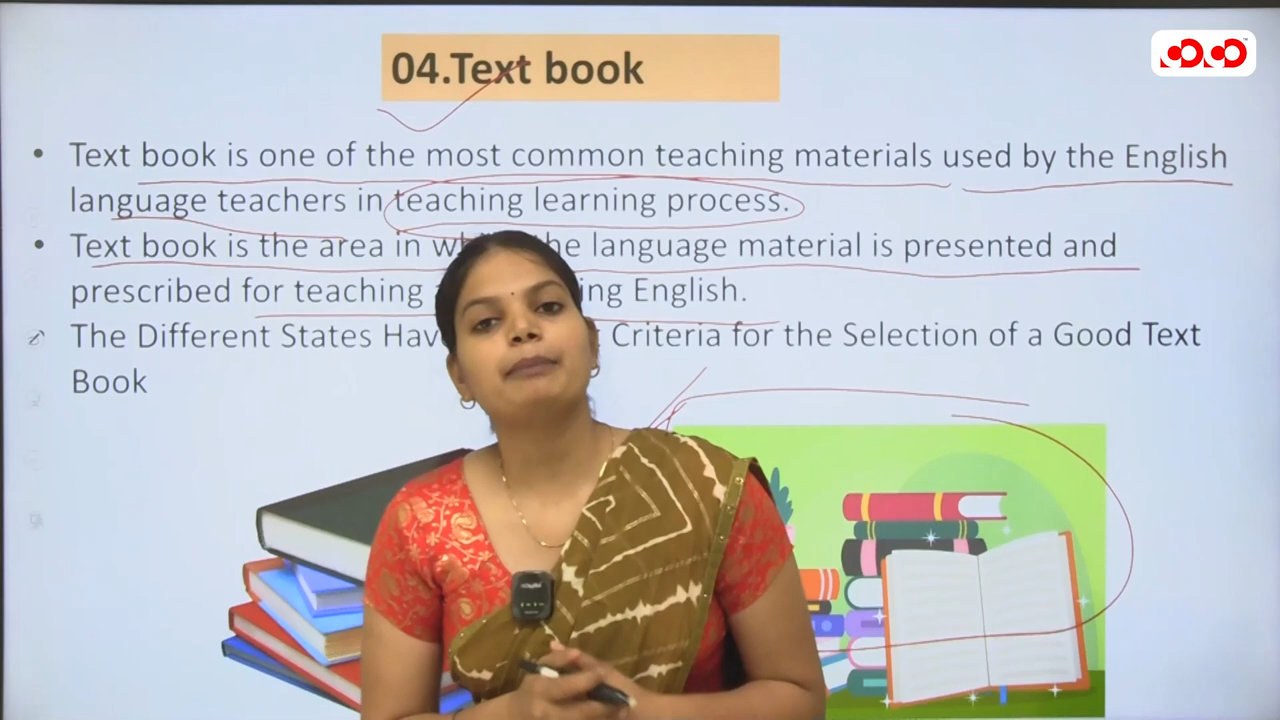 04.Text book
• Text book is one of the most common teaching materials used by the English
language teachers in teaching learning process.
• Text book is the area in the language material is presented and
prescribed for teaching ing English.
The Different States Hav Criteria for the Selection of a Good Text
Book